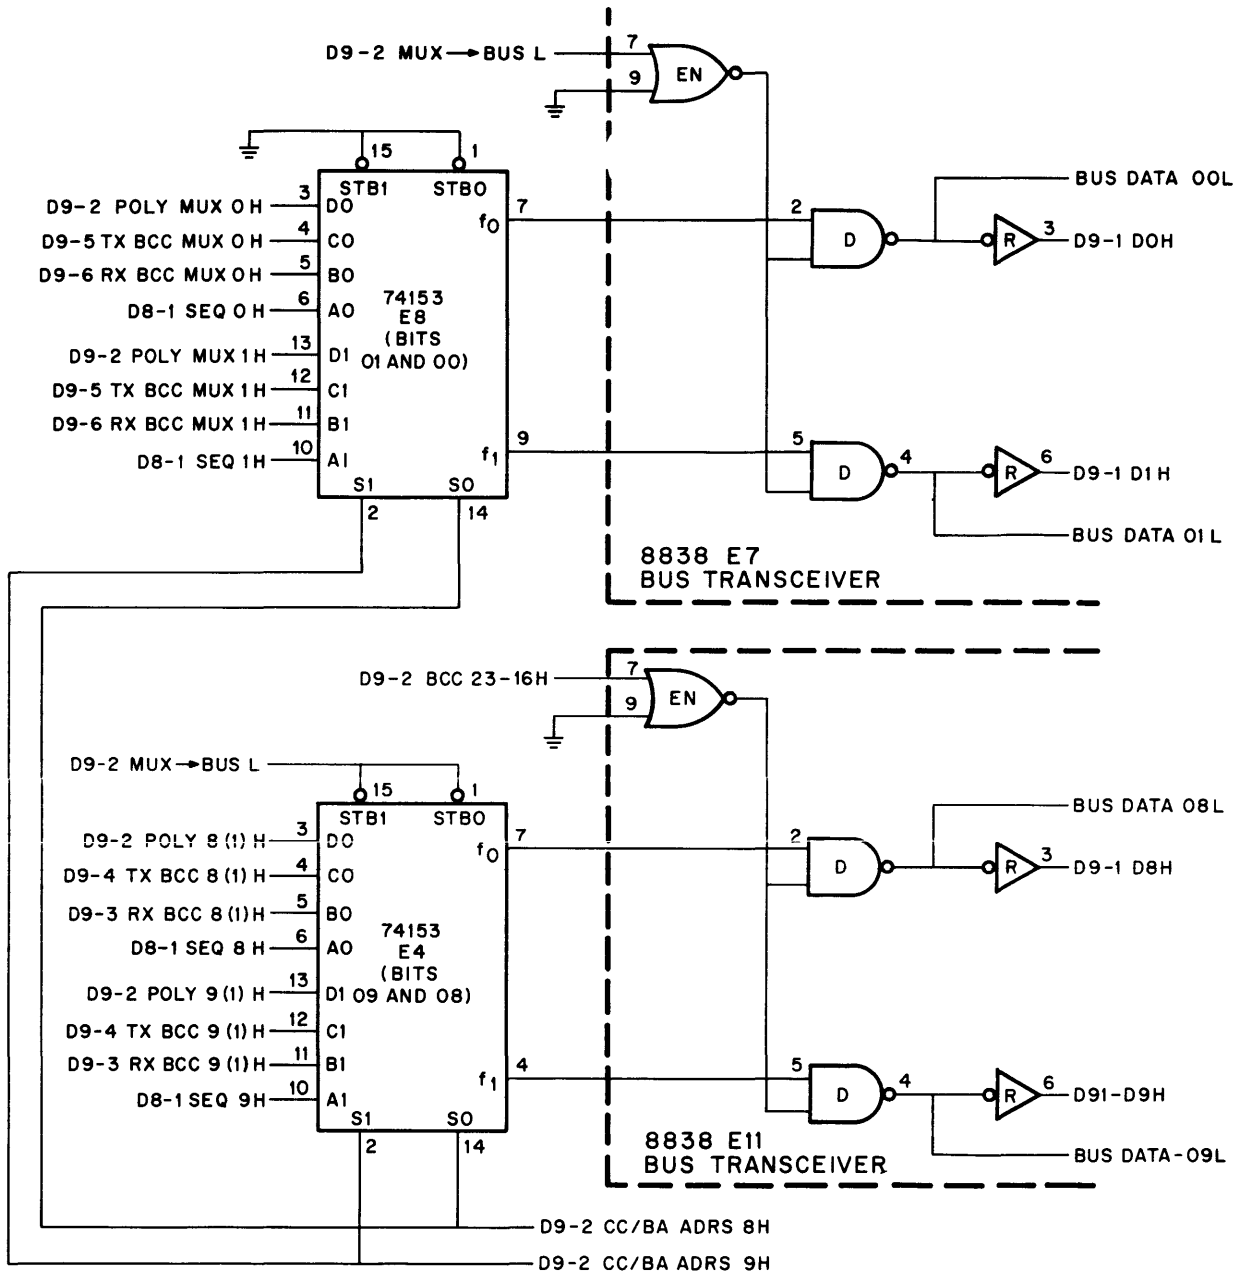 D9-2 MUX→BUS L
7
9
EN
15
1
STB1
STB0
D9-2 POLY MUX 0 H
3
D0
D9-5 TX BCC MUX 0 H
4
C0
D9-6 RX BCC MUX 0 H
5
B0
D8-1 SEQ 0 H
6
A0
D9-2 POLY MUX 1 H
13
D1
D9-5 TX BCC MUX 1 H
12
C1
D9-6 RX BCC MUX 1 H
11
B1
D8-1 SEQ 1H
10
A1
74153
E8
(BITS
01 AND 00)
f0
7
f1
9
S1
S0
2
14
2
D
BUS DATA 00L
R
3
D9-1 D0H
5
D
4
R
6
D9-1 D1 H
BUS DATA 01 L
8838 E7
BUS TRANSCEIVER
D9-2 BCC 23-16H
7
9
EN
D9-2 MUX→BUS L
15
1
STB1
STB0
D9-2 POLY 8 (1) H
3
D0
D9-4 TX BCC 8 (1) H
4
C0
D9-3 RX BCC 8 (1) H
5
B0
D8-1 SEQ 8 H
6
A0
D9-2 POLY 9 (1) H
13
D1
D9-4 TX BCC 9 (1) H
12
C1
D9-3 RX BCC 9 (1) H
11
B1
D8-1 SEQ 9H
10
A1
74153
E4
(BITS
09 AND 08)
f0
7
f1
4
S1
S0
2
14
2
D
BUS DATA 08L
R
3
D9-1 D8H
5
D
4
R
6
D91-D9H
BUS DATA-09L
8838 E11
BUS TRANSCEIVER
D9-2 CC/BA ADRS 8H
D9-2 CC/BA ADRS 9H